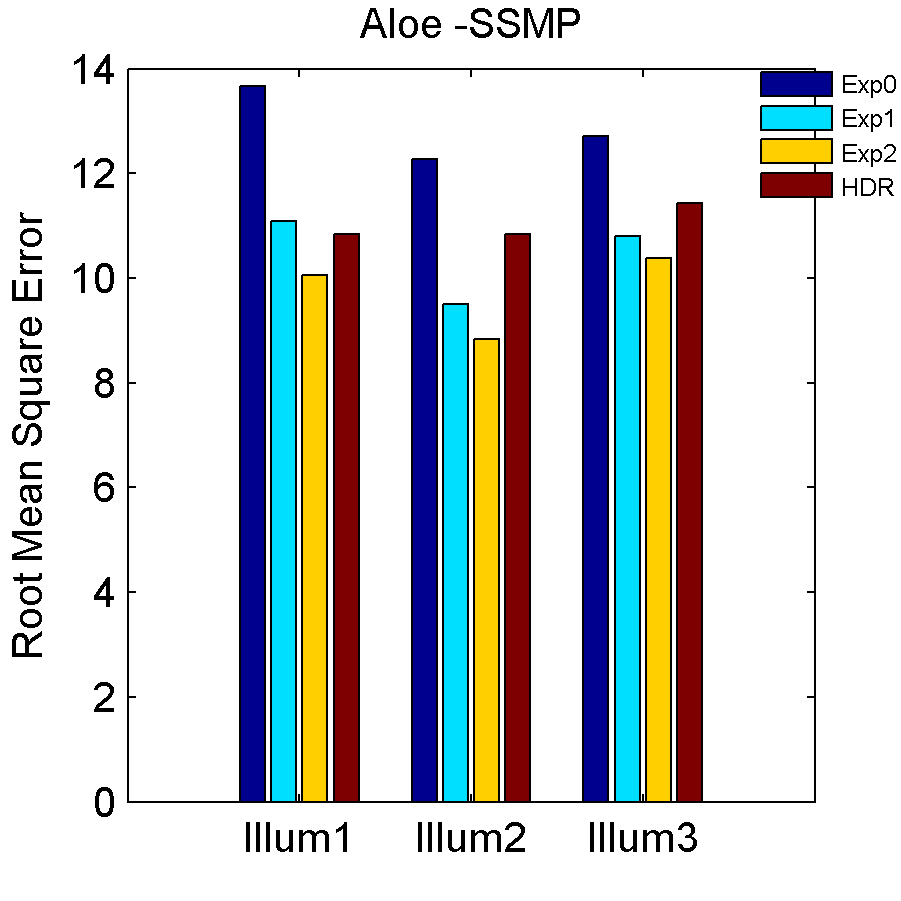 Aloe -SSMP
14
12
10
8
6
4
2
0
Root Mean Square Error
Exp0
Exp1
Exp2
HDR
Illum1 Illum2 Illum3